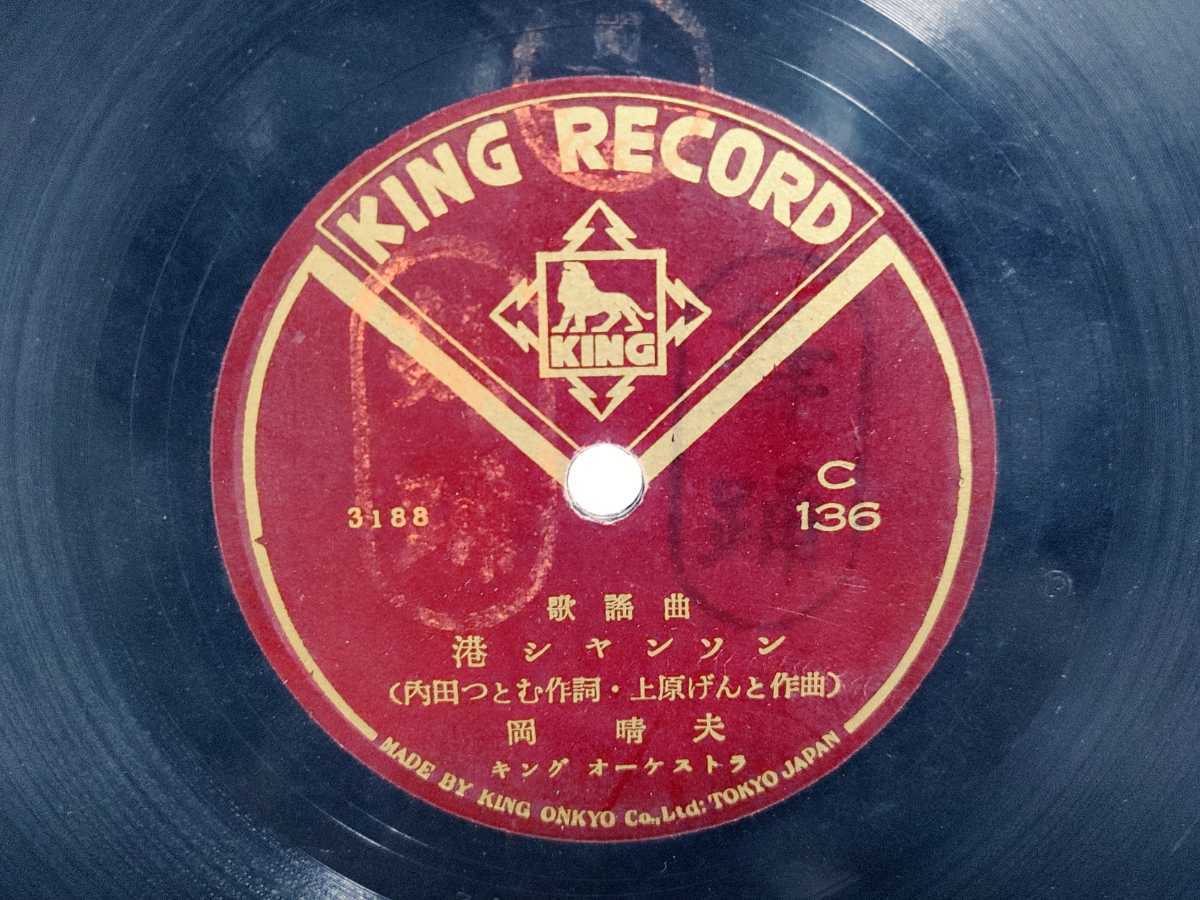 KING RECORD
KING
C
136
3188
歌謡曲
港シヤンソン
(内田つとむ作詞・上原げんと作曲)
岡晴夫
キング オーケストラ
MADE BY KING ONKYO Co.,Ltd: TOKYO JAPAN